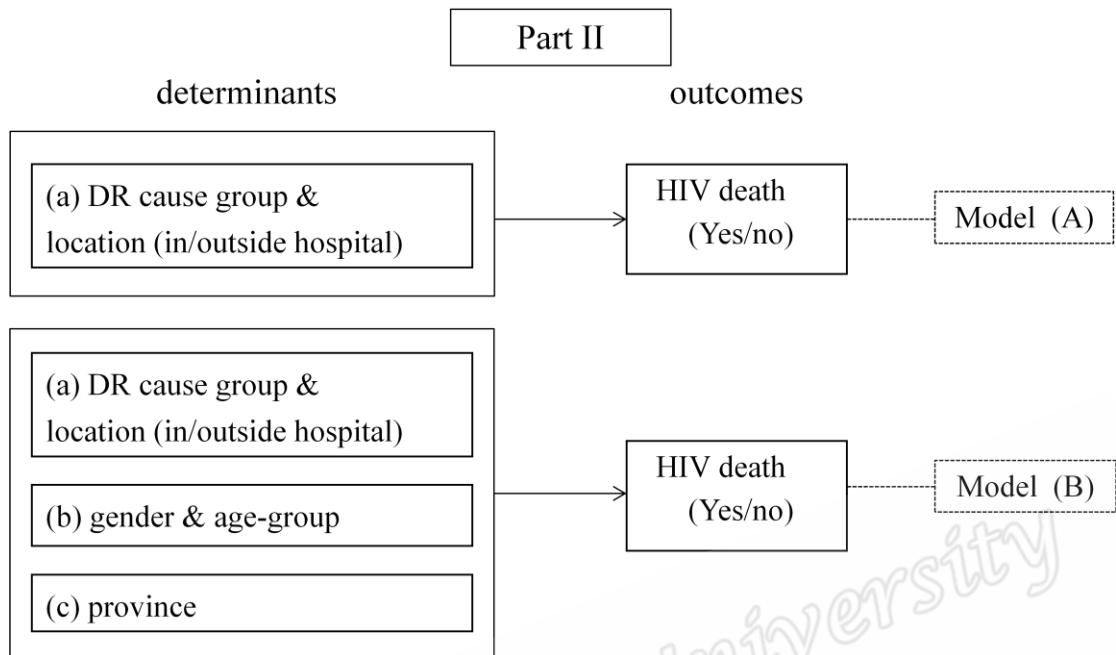 Part II
determinants
outcomes
(a) DR cause group &
location (in/outside hospital)
HIV death
(Yes/no)
Model (A)
(a) DR cause group &
location (in/outside hospital)
(b) gender & age-group
(c) province
HIV death
(Yes/no)
Model (B)
University